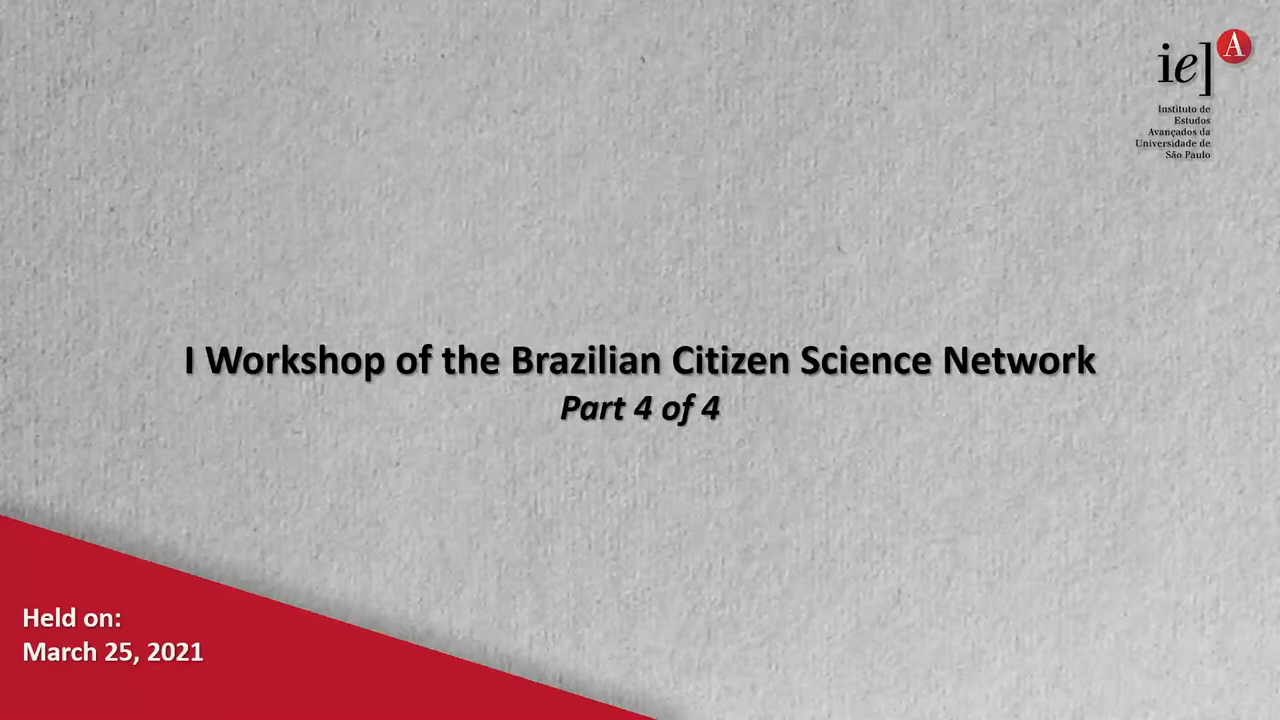 ie] A
Instituto de
Estudos
Avançados da
Universidade de
São Paulo
I Workshop of the Brazilian Citizen Science Network
Part 4 of 4
Held on:
March 25, 2021